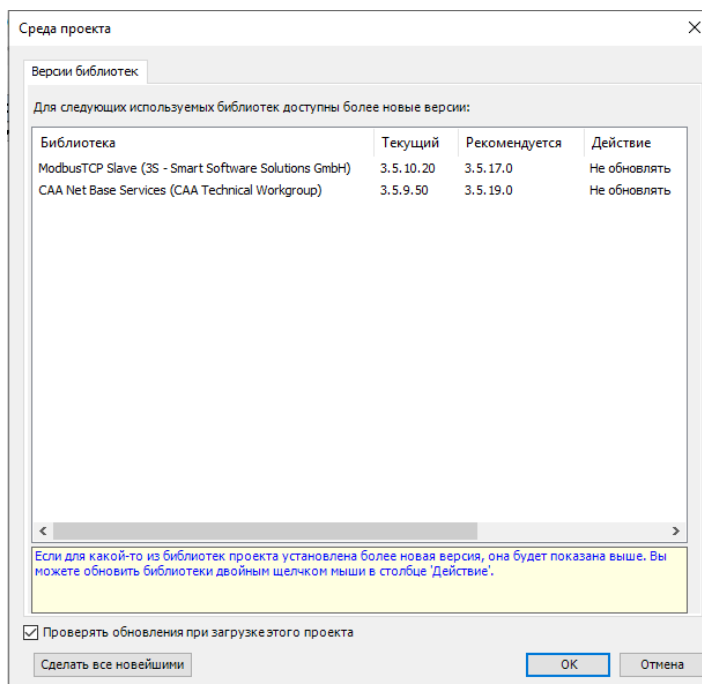 Среда проекта
Версии библиотек
Для следующих используемых библиотек доступны более новые версии:
Библиотека Текущий Рекомендуется Действие
ModbusTCP Slave (3S - Smart Software Solutions GmbH) 3.5.10.20 3.5.17.0 Не обновлять
CAA Net Base Services (CAA Technical Workgroup) 3.5.9.50 3.5.19.0 Не обновлять
Если для какой-то из библиотек проекта установлена более новая версия, она будет показана выше. Вы
можете обновить библиотеки двойным щелчком мыши в столбце 'Действие'.
Проверять обновления при загрузке этого проекта
Сделать все новейшими OK Отмена